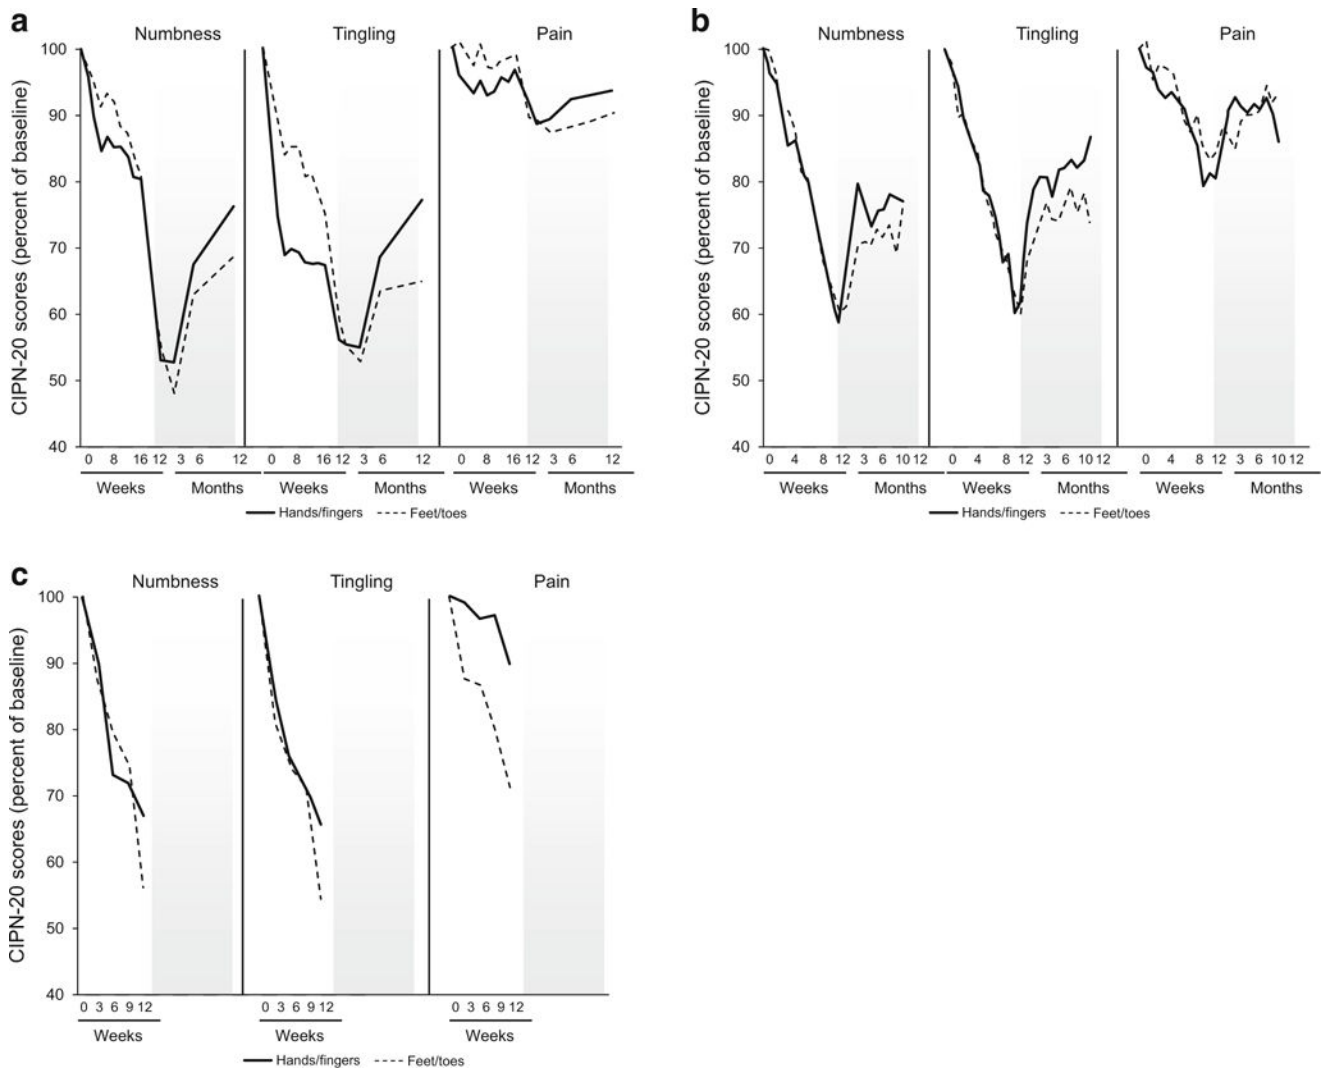 a
Numbness Tingling Pain
CIPN-20 scores (percent of baseline)
100
90
80
70
60
50
40
0 8 16 12 3 6 12 0 8 16 12 3 6 12 0 8 16 12 3 6 12
Weeks Months Weeks Months Weeks Months
Hands/fingers Feet/toes
b
Numbness Tingling Pain
CIPN-20 scores (percent of baseline)
100
90
80
70
60
50
40
0 4 8 12 3 6 10 12 0 4 8 12 3 6 10 12 0 4 8 12 3 6 10 12
Weeks Months Weeks Months Weeks Months
Hands/fingers Feet/toes
c
Numbness Tingling Pain
CIPN-20 scores (percent of baseline)
100
90
80
70
60
50
40
0 3 6 9 12 0 3 6 9 12 0 3 6 9 12
Weeks Weeks Weeks
Hands/fingers Feet/toes